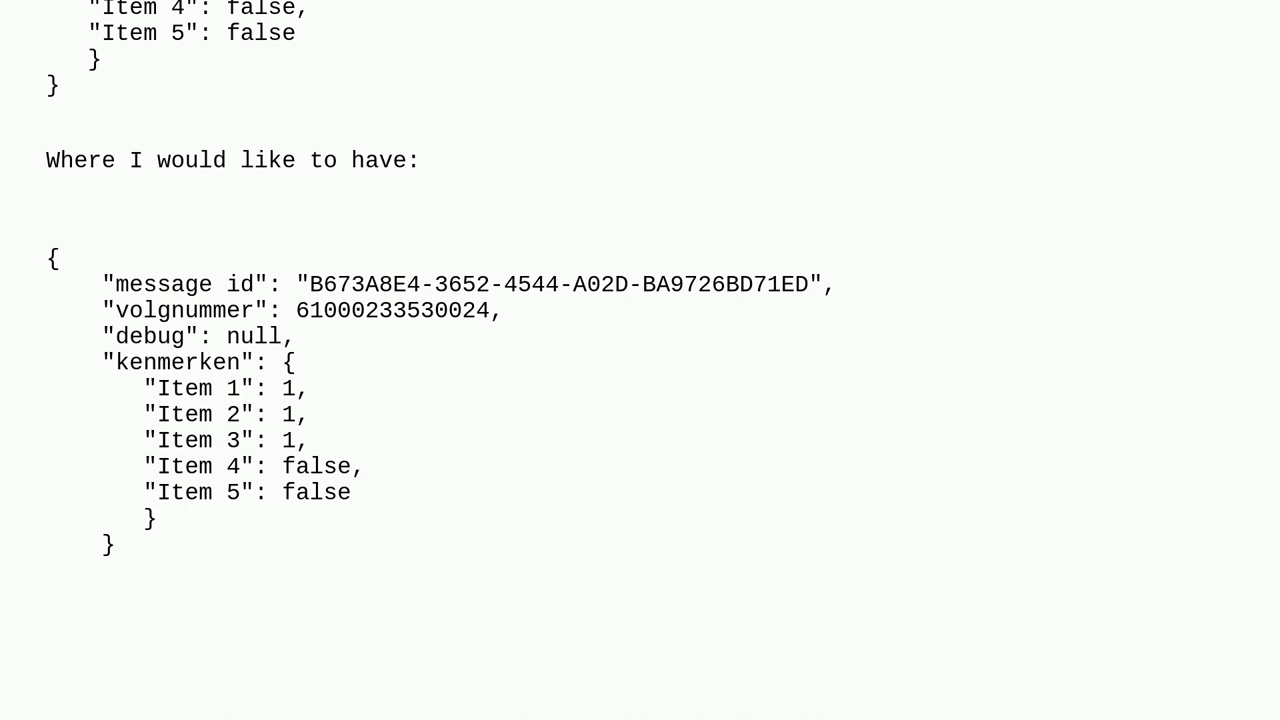 "Item 4": false,
"Item 5": false
}
}
Where I would like to have:
{
"message id": "B673A8E4-3652-4544-A02D-BA9726BD71ED",
"volgnummer": 61000233530024,
"debug": null,
"kenmerken": {
"Item 1": 1,
"Item 2": 1,
"Item 3": 1,
"Item 4": false,
"Item 5": false
}
}